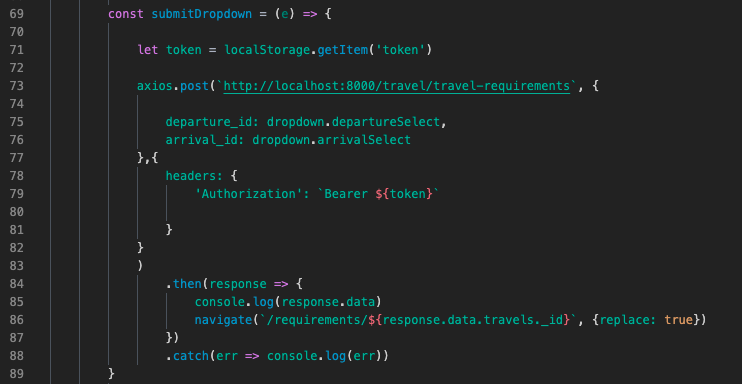 69 const submitDropdown = (e) => {
70
71 let token = localStorage.getItem('token')
72
73 axios.post(`http://localhost:8000/travel/travel-requirements`, {
74
75 departure_id: dropdown.departureSelect,
76 arrival_id: dropdown.arrivalSelect
77 },{
78 headers: {
79 'Authorization': `Bearer ${token}`
80
81 }
82 }
83 )
84 .then(response => {
85 console.log(response.data)
86 navigate(`/requirements/${response.data.travels._id}`, {replace: true})
87 })
88 .catch(err => console.log(err))
89 }